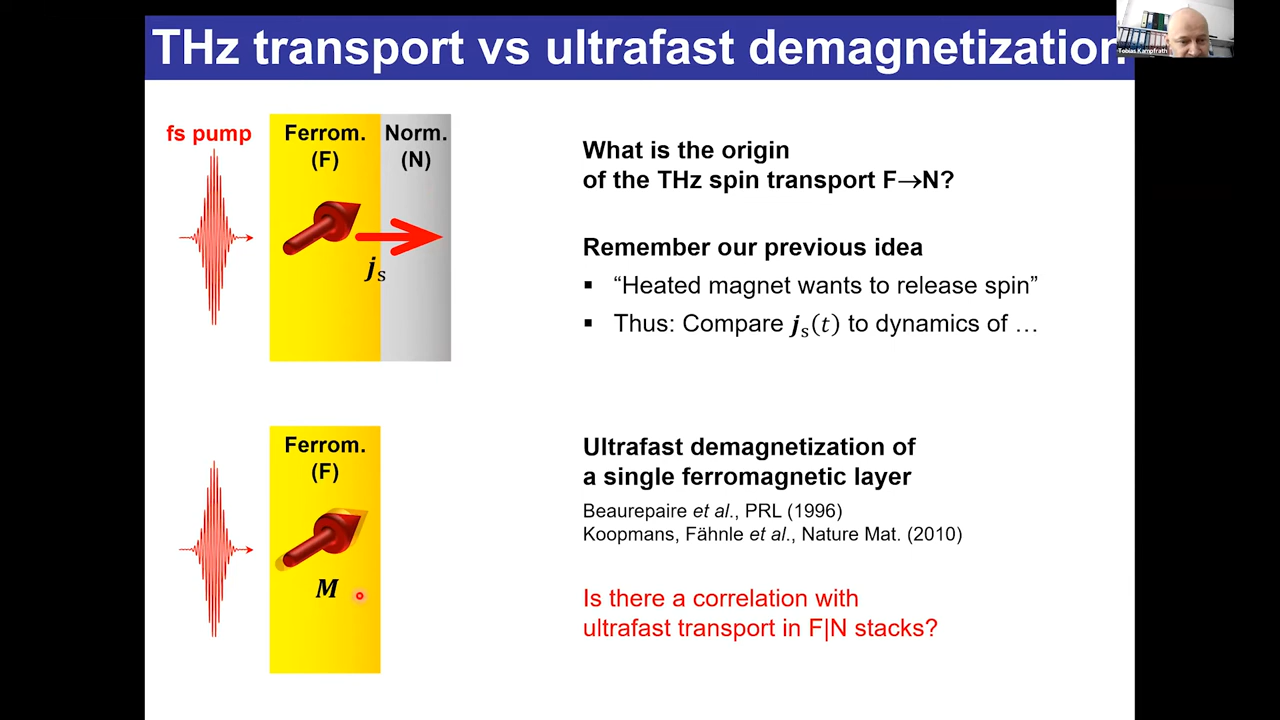 THz transport vs ultrafast demagnetization
Tobias Kampfrath
fs pump
Ferrom.
(F)
Norm.
(N)
js
What is the origin
of the THz spin transport F→N?
Remember our previous idea
▪ “Heated magnet wants to release spin”
▪ Thus: Compare js(t) to dynamics of …
Ferrom.
(F)
M
Ultrafast demagnetization of
a single ferromagnetic layer
Beaurepaire et al., PRL (1996)
Koopmans, Fähnle et al., Nature Mat. (2010)
Is there a correlation with
ultrafast transport in F|N stacks?